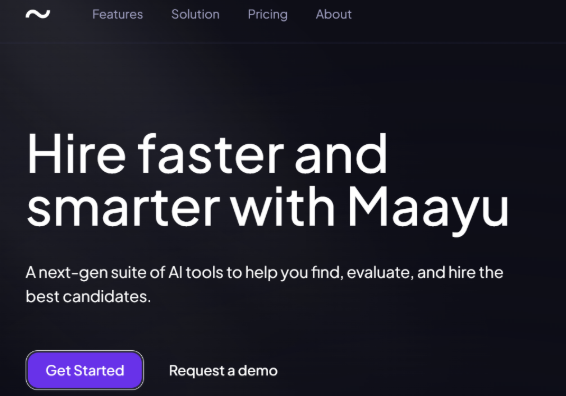 Features Solution Pricing About
Hire faster and
smarter with Maayu
A next-gen suite of AI tools to help you find, evaluate, and hire the
best candidates.
Get Started Request a demo